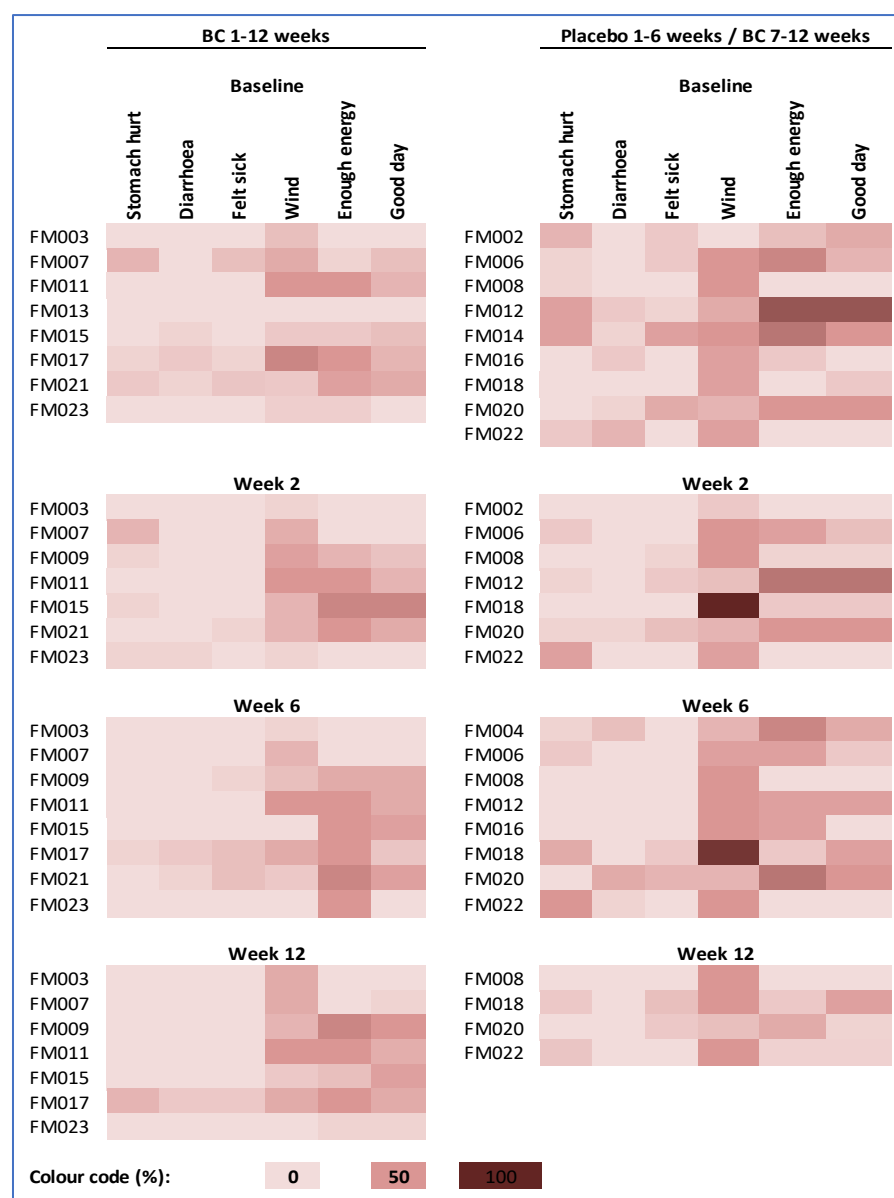 BC 1-12 weeks
Placebo 1-6 weeks / BC 7-12 weeks
Baseline
Stomach hurt
Diarrhoea
Felt sick
Wind
Enough energy
Good day
FM003
FM007
FM011
FM013
FM015
FM017
FM021
FM023
Baseline
Stomach hurt
Diarrhoea
Felt sick
Wind
Enough energy
Good day
FM002
FM006
FM008
FM012
FM014
FM016
FM018
FM020
FM022
Week 2
FM003
FM007
FM009
FM011
FM015
FM021
FM023
Week 2
FM002
FM006
FM008
FM012
FM018
FM020
FM022
Week 6
FM003
FM007
FM009
FM011
FM015
FM017
FM021
FM023
Week 6
FM004
FM006
FM008
FM012
FM016
FM018
FM020
FM022
Week 12
FM003
FM007
FM009
FM011
FM015
FM017
FM023
Week 12
FM008
FM018
FM020
FM022
Colour code (%): 0 50 100